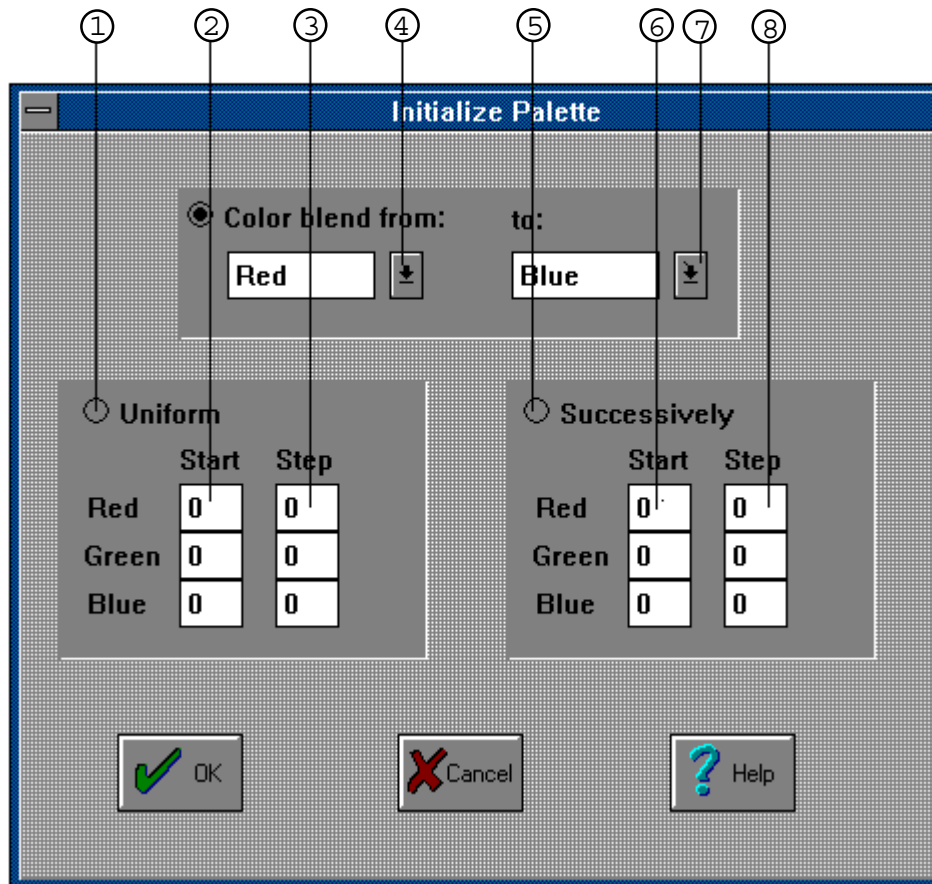 1 2 3 4 5 6 7 8
Initialize Palette
Color blend from: to:
Red Blue
Uniform
Start Step
Red 0 0
Green 0 0
Blue 0 0
Successively
Start Step
Red 0 0
Green 0 0
Blue 0 0
OK Cancel Help